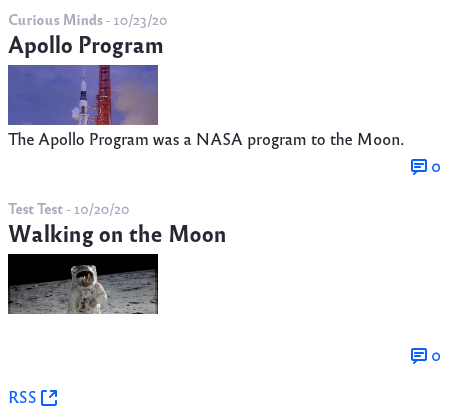 Curious Minds - 10/23/20
Apollo Program
The Apollo Program was a NASA program to the Moon.
0
Test Test - 10/20/20
Walking on the Moon
0
RSS